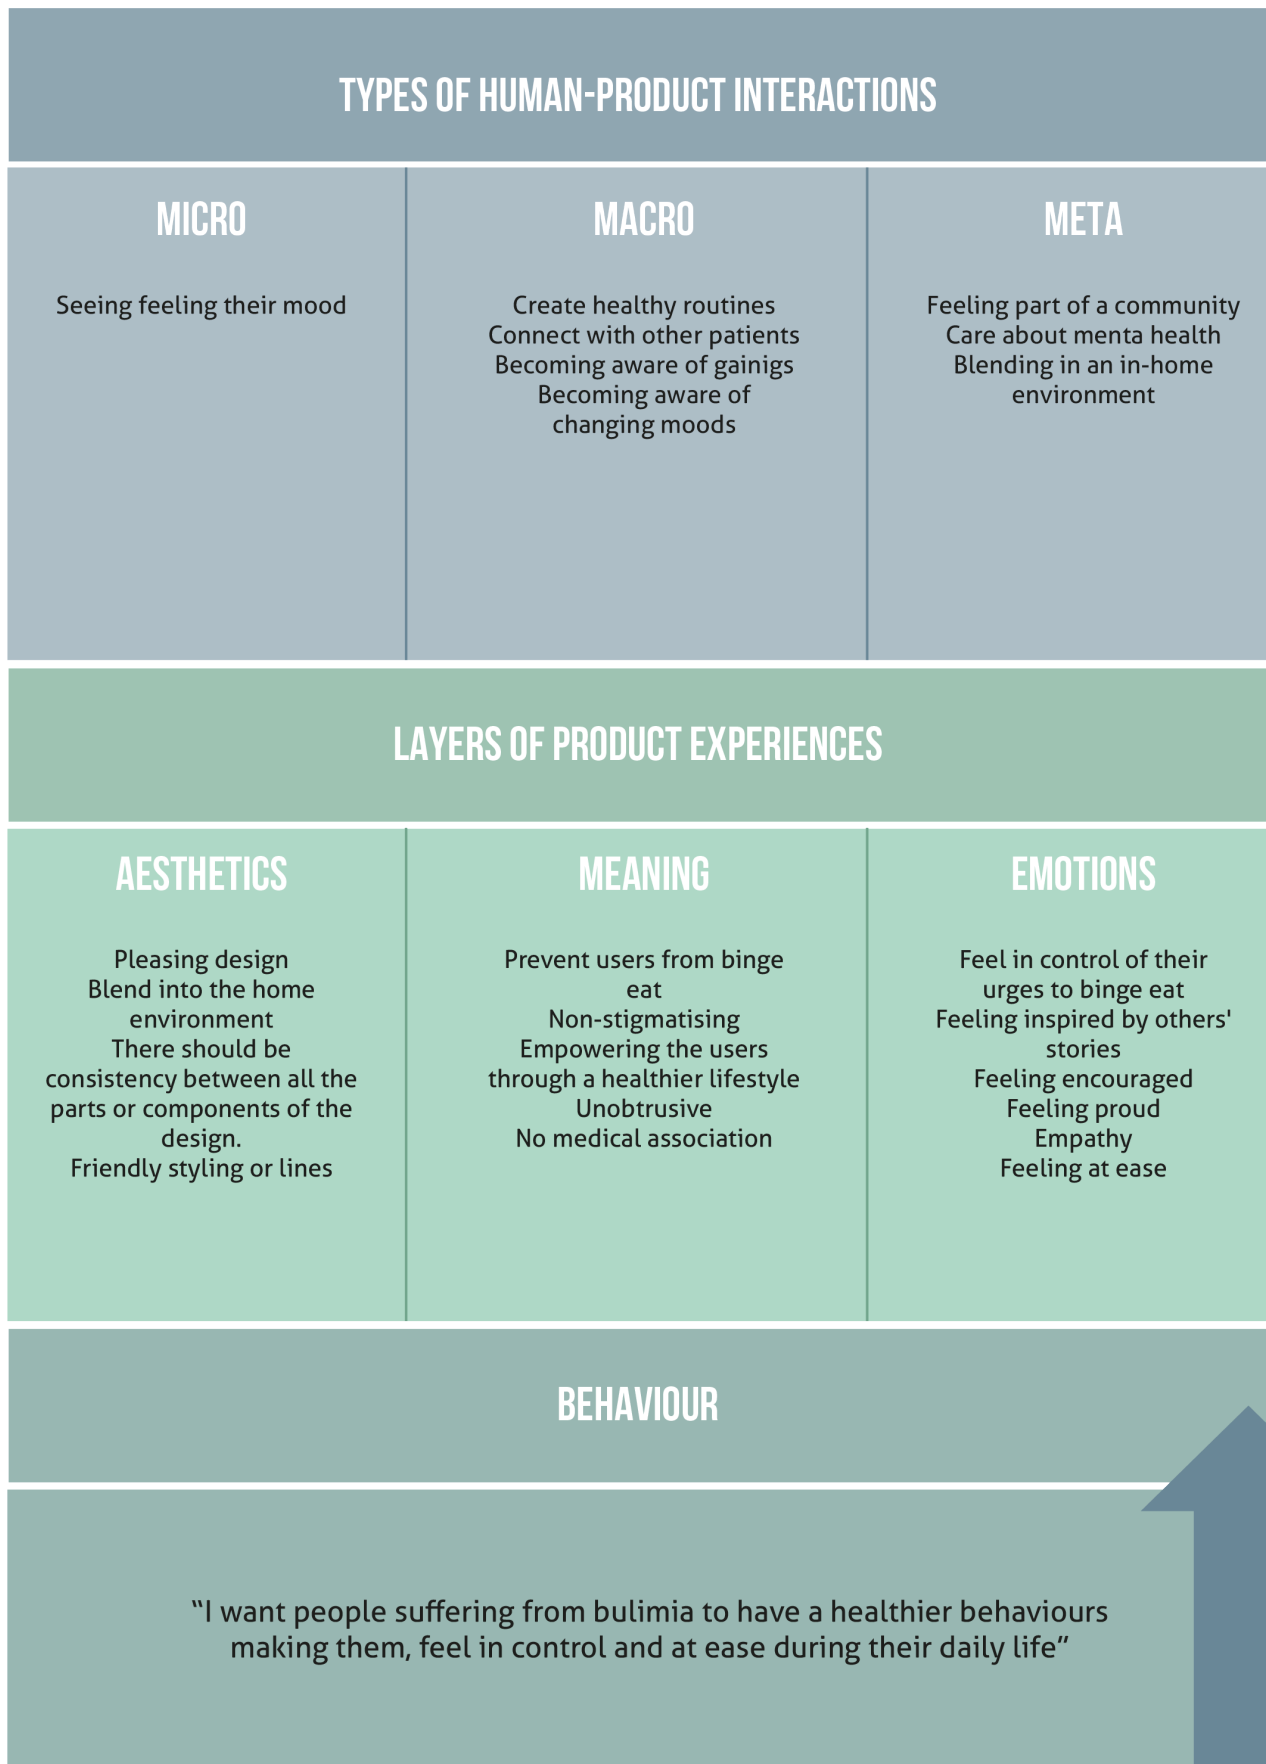 TYPES OF HUMAN-PRODUCT INTERACTIONS
MICRO
Seeing feeling their mood
MACRO
Create healthy routines
Connect with other patients
Becoming aware of gainigs
Becoming aware of
changing moods
META
Feeling part of a community
Care about menta health
Blending in an in-home
environment
LAYERS OF PRODUCT EXPERIENCES
AESTHETICS
Pleasing design
Blend into the home
environment
There should be
consistency between all the
parts or components of the
design.
Friendly styling or lines
MEANING
Prevent users from binge
eat
Non-stigmatising
Empowering the users
through a healthier lifestyle
Unobtrusive
No medical association
EMOTIONS
Feel in control of their
urges to binge eat
Feeling inspired by others'
stories
Feeling encouraged
Feeling proud
Empathy
Feeling at ease
BEHAVIOUR
“I want people suffering from bulimia to have a healthier behaviours
making them, feel in control and at ease during their daily life”